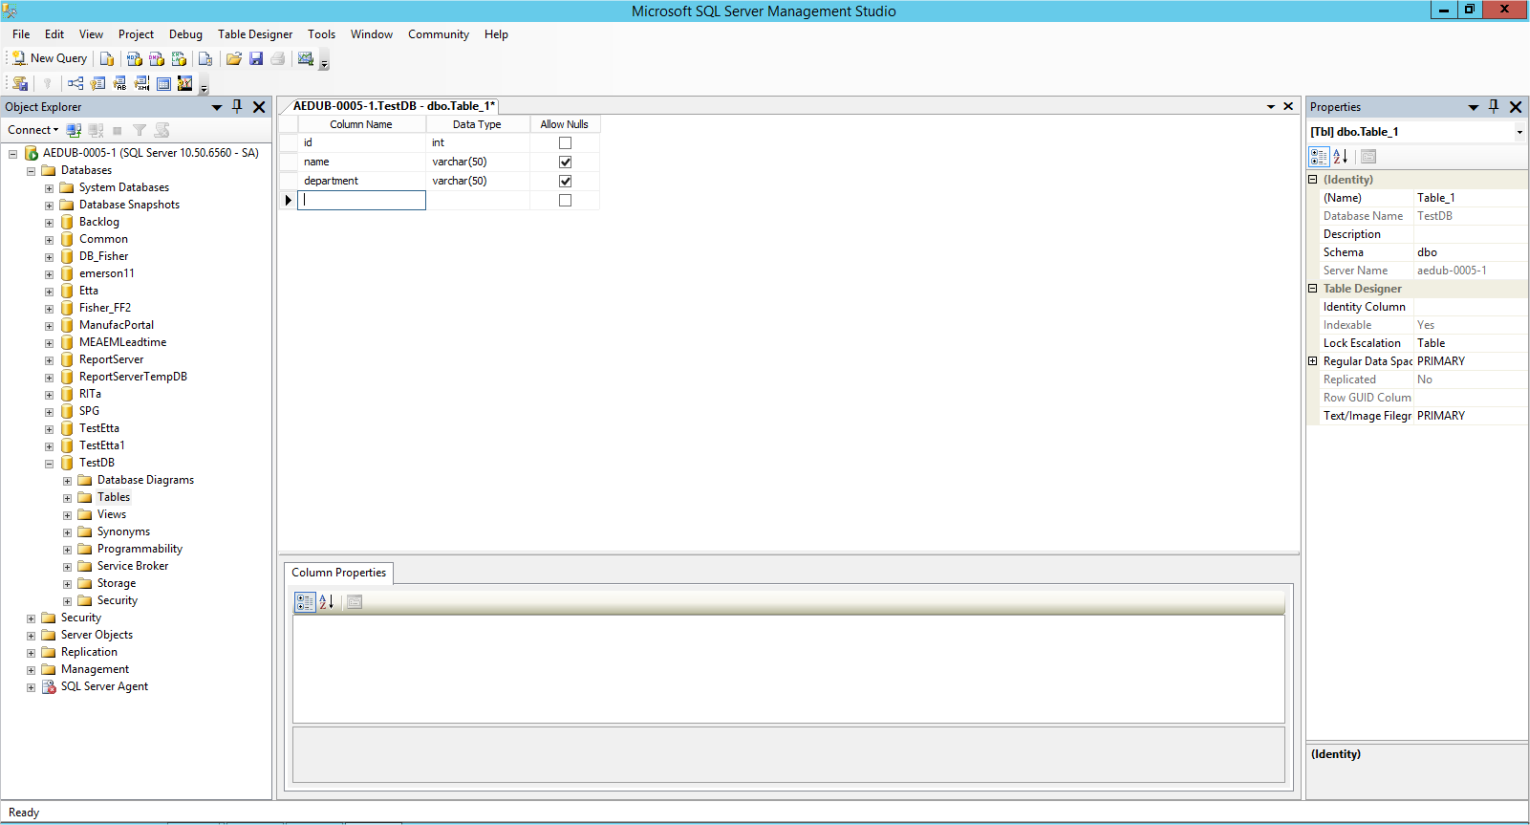 Microsoft SQL Server Management Studio
File Edit View Project Debug Table Designer Tools Window Community Help
New Query
Object Explorer
Connect
AEDUB-0005-1 (SQL Server 10.50.6560 - SA)
Databases
System Databases
Database Snapshots
Backlog
Common
DB_Fisher
emerson11
Etta
Fisher_FF2
ManufacPortal
MEAEMLeadtime
ReportServer
ReportServerTempDB
RITa
SPG
TestEtta
TestEtta1
TestDB
Database Diagrams
Tables
Views
Synonyms
Programmability
Service Broker
Storage
Security
Security
Server Objects
Replication
Management
SQL Server Agent
AEDUB-0005-1.TestDB - dbo.Table_1*
Column Name Data Type Allow Nulls
id int
name varchar(50)
department varchar(50)
Column Properties
Properties
[Tbl] dbo.Table_1
(Identity)
(Name) Table_1
Database Name TestDB
Description
Schema dbo
Server Name aedub-0005-1
Table Designer
Identity Column
Indexable Yes
Lock Escalation Table
Regular Data Spac PRIMARY
Replicated No
Row GUID Colum
Text/Image Filegr PRIMARY
(Identity)
Ready